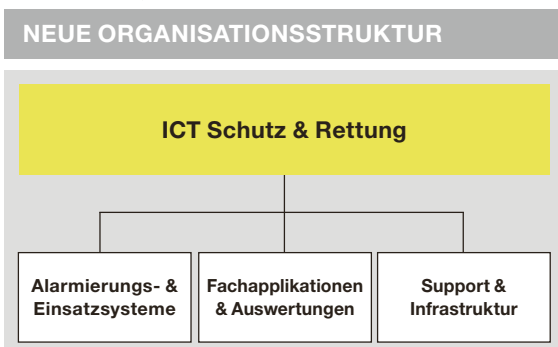 NEUE ORGANISATIONSSTRUKTUR
ICT Schutz & Rettung
Alarmierungs- &
Einsatzsysteme
Fachapplikationen
& Auswertungen
Support &
Infrastruktur